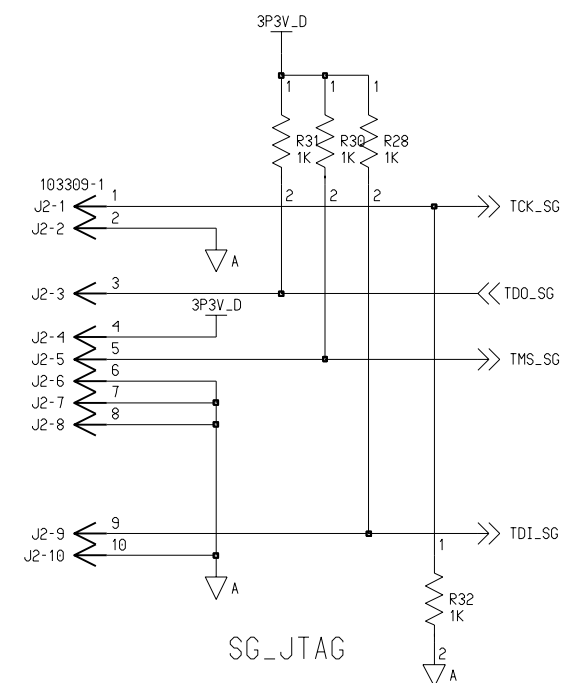 3P3V_D
1 1 1
R31 R30 R28
1K 1K 1K
103309-1
2 2 2
J2-1 1 TCK_SG
J2-2 2
A
J2-3 3 TDO_SG
3P3V_D
J2-4 4
J2-5 5 TMS_SG
J2-6 6
J2-7 7
J2-8 8
J2-9 9 TDI_SG
J2-10 10
1
A
R32
1K
SG_JTAG
2
A